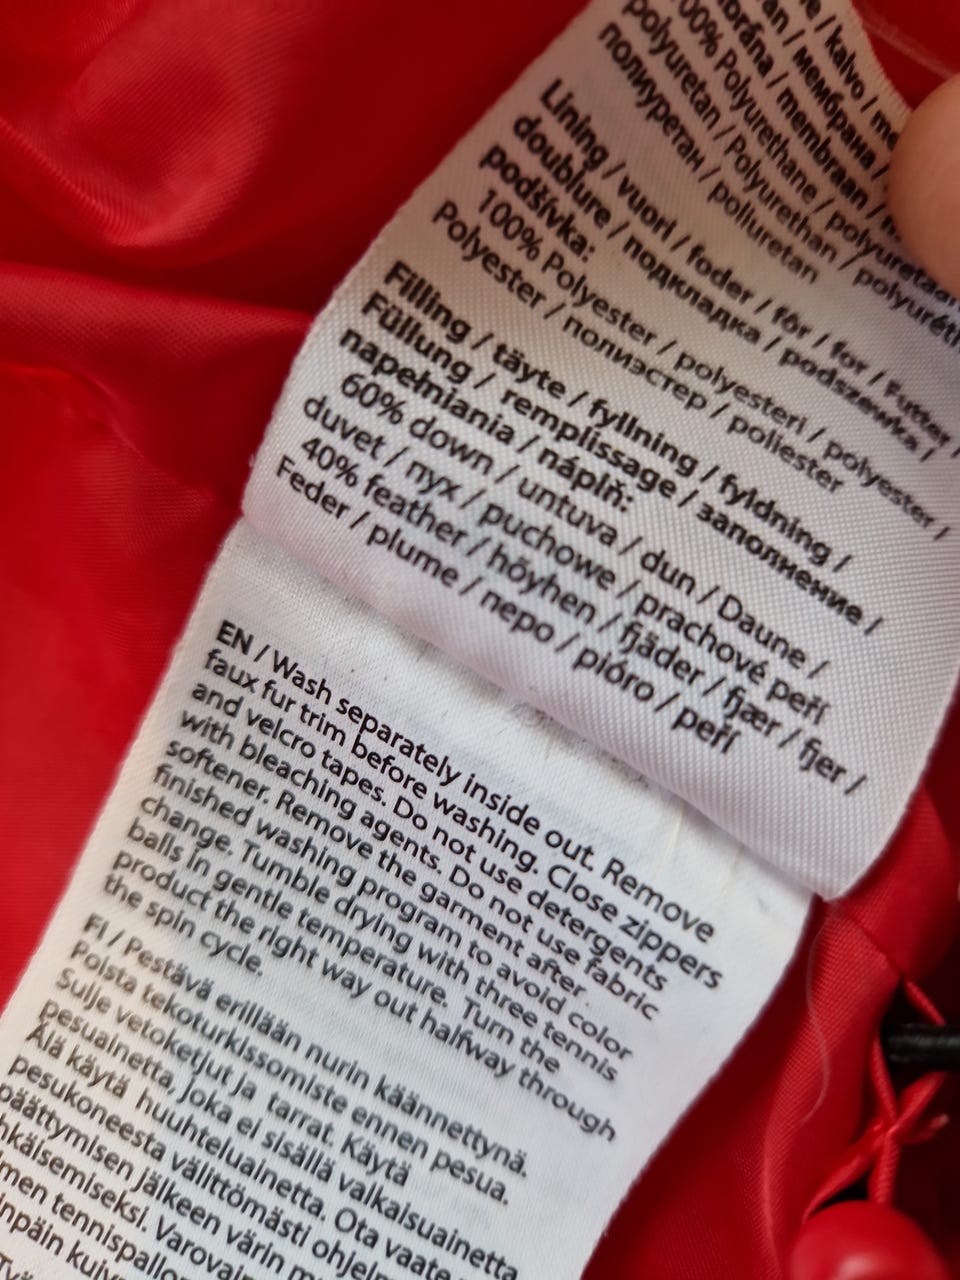 / kalvo /
/ мембрана /
/ membraan /
100% Polyurethane /
polyuretan / Polyurethan /
полиуретан / poliuretan
Lining / vuori / foder / fôr / for / Futter /
doublure / подкладка / podszewka /
podšívka:
100% Polyester / polyesteri / polyester /
Polyester / полиэстер / poliester
Filling / täyte / fyllning / fyldning /
Füllung / remplissage / заполнение /
napełniania / náplň:
60% down / untuva / dun / Daune /
duvet / пух / puchowe / prachové peří
40% feather / höyhen / fjäder / fjær / fjer /
Feder / plume / перо / pióro / peří
EN / Wash separately inside out. Remove
faux fur trim before washing. Close zippers
and velcro tapes. Do not use detergents
with bleaching agents. Do not use fabric
softener. Remove the garment after
finished washing program to avoid color
change. Tumble drying with three tennis
balls in gentle temperature. Turn the
product the right way out halfway through
the spin cycle.
FI / Pestävä erillään nurin käännettynä.
Poista tekoturkissomiste ennen pesua.
Sulje vetoketjut ja tarrat. Käytä
pesuainetta, joka ei sisällä valkaisuainetta
Älä käytä huuhteluainetta. Ota vaate
pesukoneesta välittömästi
päättymisen jälkeen värin